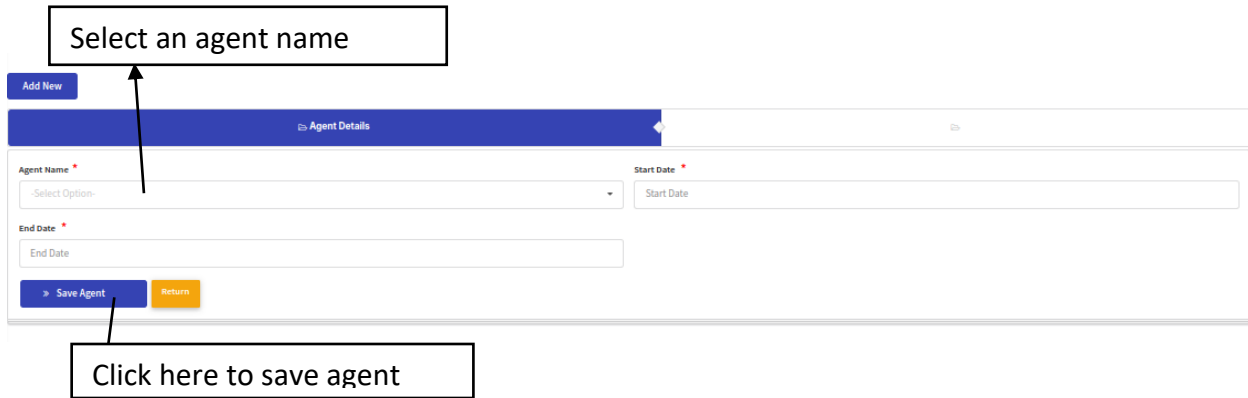 Select an agent name
Add New
Agent Details
Agent Name *
Start Date *
-Select Option-
Start Date
End Date *
End Date
» Save Agent
Return
Click here to save agent